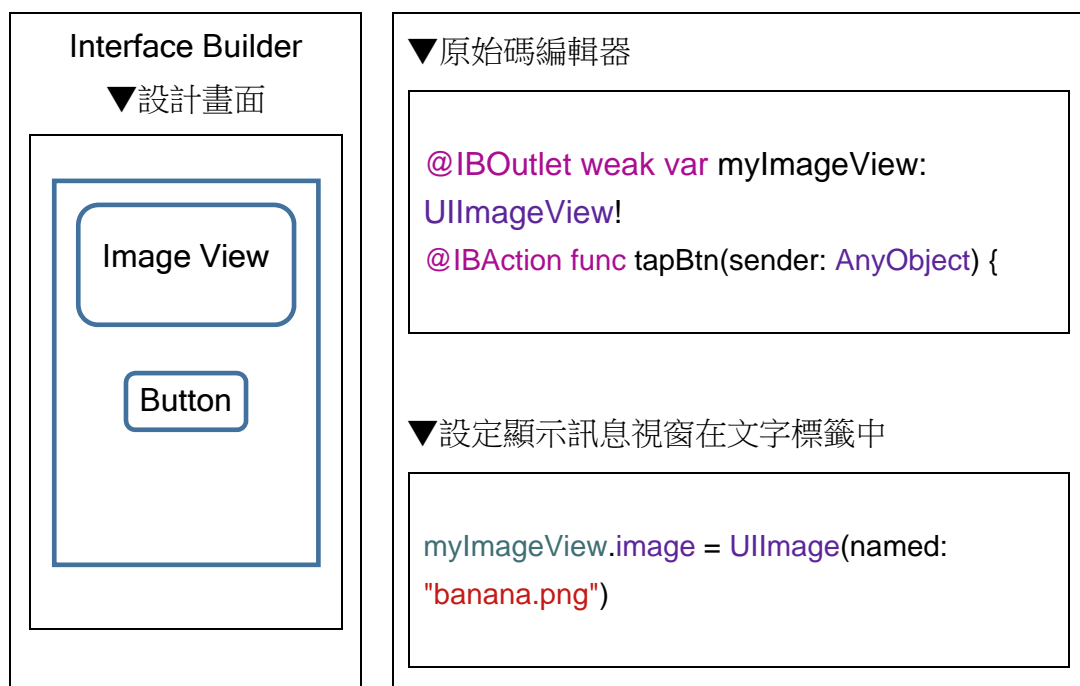 Interface Builder
▼設計畫面
Image View
Button
▼原始碼編輯器
@IBOutlet weak var myImageView:
UIImageView!
@IBAction func tapBtn(sender: AnyObject) {
▼設定顯示訊息視窗在文字標籤中
myImageView.image = UIImage(named:
"banana.png")